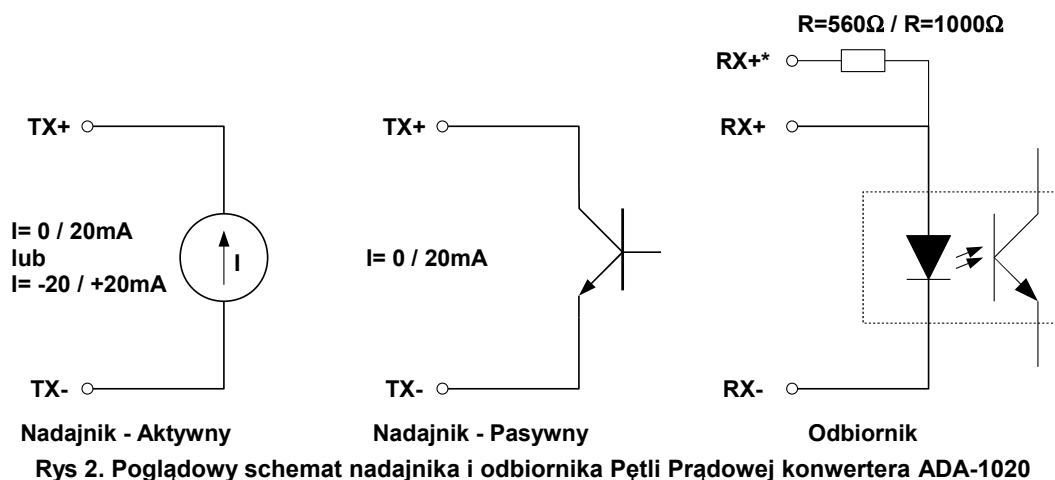 R=560Ω / R=1000Ω
RX+*
TX+
TX+
RX+
I= 0 / 20mA
lub
I= -20 / +20mA
I
I= 0 / 20mA
TX-
TX-
RX-
Nadajnik - Aktywny
Nadajnik - Pasywny
Odbiornik
Rys 2. Poglądowy schemat nadajnika i odbiornika Pętli Prądowej konwertera ADA-1020